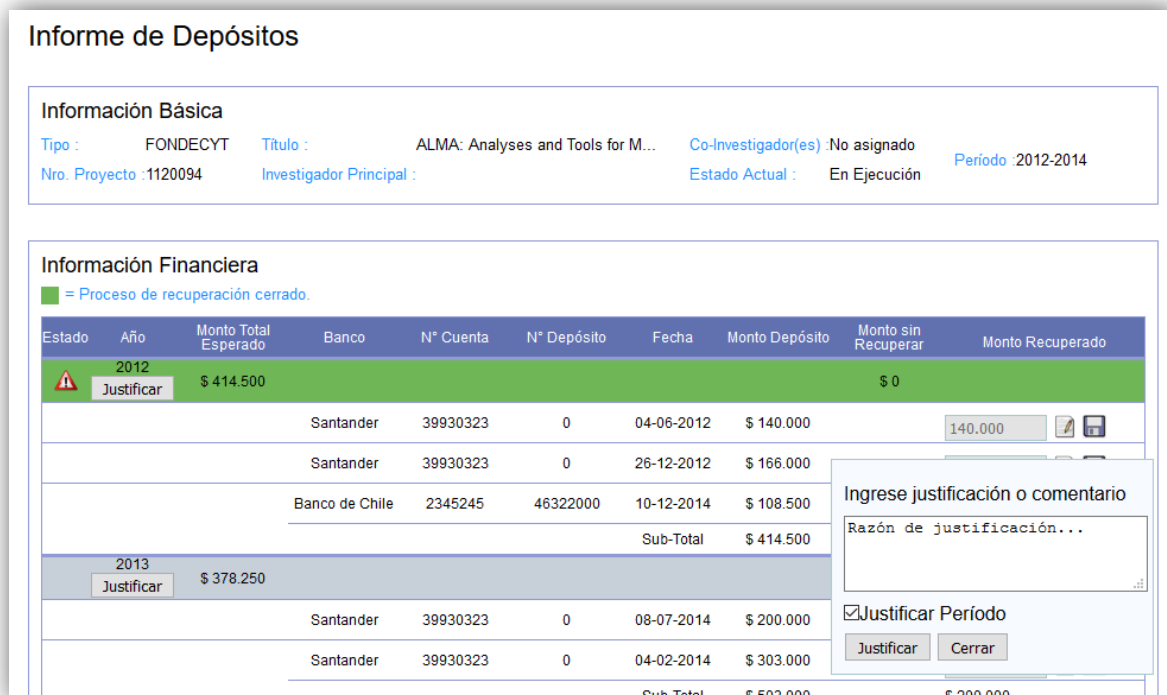 Informe de Depósitos
Información Básica
Tipo : FONDECYT Título : ALMA: Analyses and Tools for M... Co-Investigador(es) :No asignado Período :2012-2014
Nro. Proyecto :1120094 Investigador Principal : Estado Actual : En Ejecución
Información Financiera
= Proceso de recuperación cerrado.
Estado Año Monto Total Esperado Banco N° Cuenta N° Depósito Fecha Monto Depósito Monto sin Recuperar Monto Recuperado
2012
Justificar $ 414.500 $ 0
Santander 39930323 0 04-06-2012 $ 140.000 140.000
Santander 39930323 0 26-12-2012 $ 166.000
Banco de Chile 2345245 46322000 10-12-2014 $ 108.500
Sub-Total $ 414.500
2013
Justificar $ 378.250
Santander 39930323 0 08-07-2014 $ 200.000
Santander 39930323 0 04-02-2014 $ 303.000
Sub-Total $ 503.000
Ingrese justificación o comentario
Razón de justificación...
Justificar Período
Justificar Cerrar